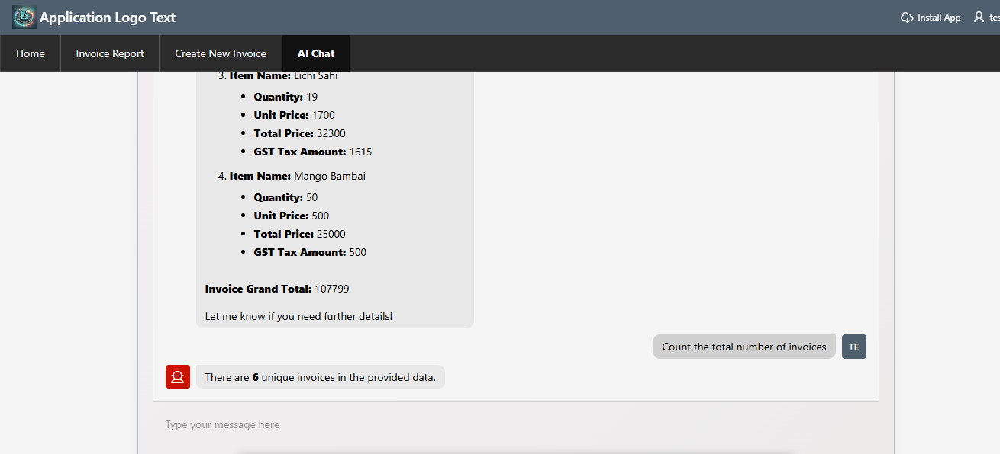 Application Logo Text
Install App
tes
Home
Invoice Report
Create New Invoice
AI Chat
3. Item Name: Lichi Sahi
• Quantity: 19
• Unit Price: 1700
• Total Price: 32300
• GST Tax Amount: 1615
4. Item Name: Mango Bambai
• Quantity: 50
• Unit Price: 500
• Total Price: 25000
• GST Tax Amount: 500
Invoice Grand Total: 107799
Let me know if you need further details!
Count the total number of invoices
TE
There are 6 unique invoices in the provided data.
Type your message here